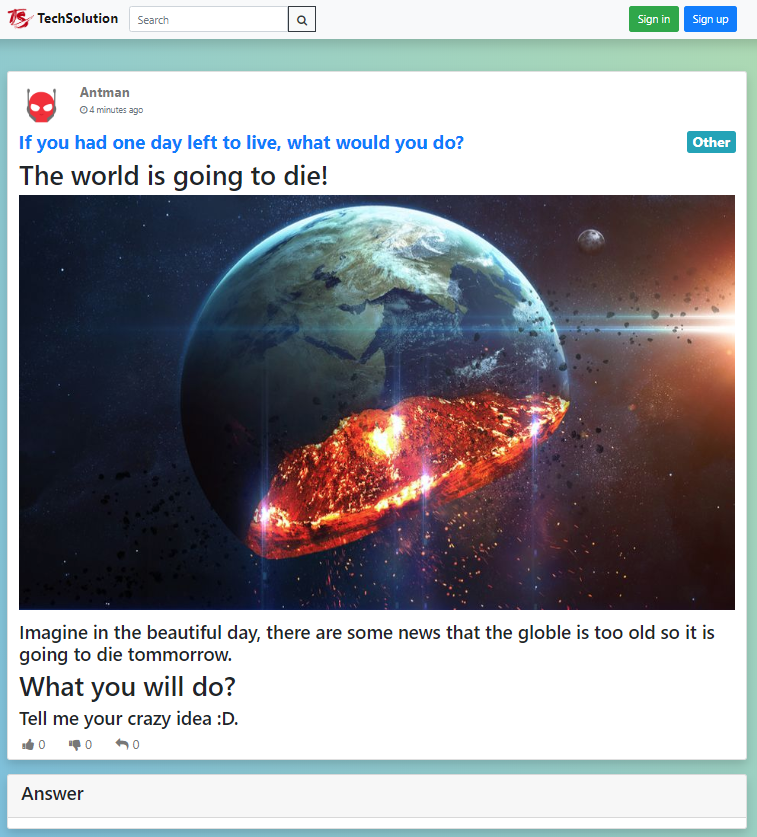 TS TechSolution Search Sign in Sign up
Antman
4 minutes ago
If you had one day left to live, what would you do? Other
The world is going to die!
Imagine in the beautiful day, there are some news that the globle is too old so it is
going to die tommorrow.
What you will do?
Tell me your crazy idea :D.
0 0 0
Answer